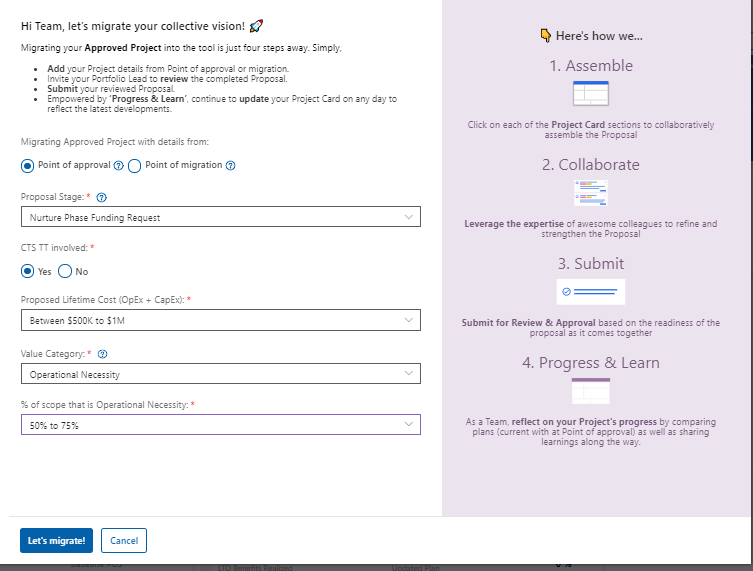 Hi Team, let's migrate your collective vision! 🚀
Migrating your Approved Project into the tool is just four steps away. Simply,
• Add your Project details from Point of approval or migration.
• Invite your Portfolio Lead to review the completed Proposal.
• Submit your reviewed Proposal.
• Empowered by 'Progress & Learn', continue to update your Project Card on any day to
reflect the latest developments.
Migrating Approved Project with details from:
Point of approval ? Point of migration ?
Proposal Stage: * ?
Nurture Phase Funding Request
CTS TT involved: *
Yes No
Proposed Lifetime Cost (OpEx + CapEx): *
Between $500K to $1M
Value Category: * ?
Operational Necessity
% of scope that is Operational Necessity: *
50% to 75%
Let's migrate! Cancel
👇 Here's how we...
1. Assemble
Click on each of the Project Card sections to collaboratively
assemble the Proposal
2. Collaborate
Leverage the expertise of awesome colleagues to refine and
strengthen the Proposal
3. Submit
Submit for Review & Approval based on the readiness of the
proposal as it comes together
4. Progress & Learn
As a Team, reflect on your Project's progress by comparing
plans (current with at Point of approval) as well as sharing
learnings along the way.
LTD Benefits Realized Updated Plan